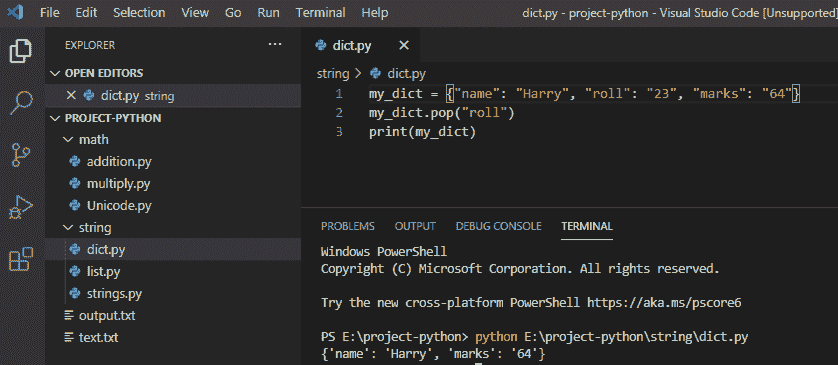 File Edit Selection View Go Run Terminal Help dict.py - project-python - Visual Studio Code [Unsupported]
EXPLORER
OPEN EDITORS
dict.py string
PROJECT-PYTHON
math
addition.py
multiply.py
Unicode.py
string
dict.py
list.py
strings.py
output.txt
text.txt
dict.py
string > dict.py
1 my_dict = {"name": "Harry", "roll": "23", "marks": "64"}
2 my_dict.pop("roll")
3 print(my_dict)
PROBLEMS OUTPUT DEBUG CONSOLE TERMINAL
Windows PowerShell
Copyright (C) Microsoft Corporation. All rights reserved.
Try the new cross-platform PowerShell https://aka.ms/pscore6
PS E:\project-python> python E:\project-python\string\dict.py
{'name': 'Harry', 'marks': '64'}